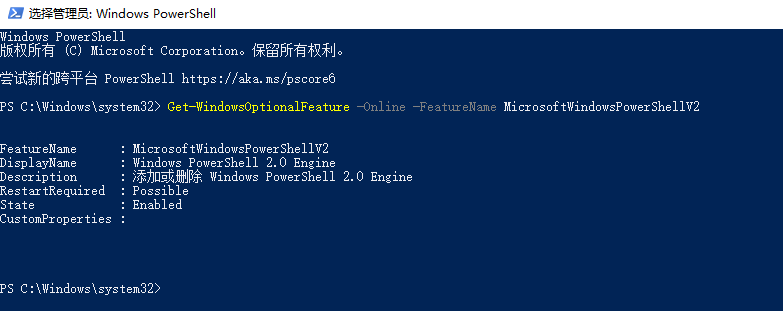 选择管理员: Windows PowerShell
Windows PowerShell
版权所有 (C) Microsoft Corporation。保留所有权利。
尝试新的跨平台 PowerShell https://aka.ms/pscore6
PS C:\Windows\system32> Get-WindowsOptionalFeature -Online -FeatureName MicrosoftWindowsPowerShellV2
FeatureName      : MicrosoftWindowsPowerShellV2
DisplayName      : Windows PowerShell 2.0 Engine
Description      : 添加或删除 Windows PowerShell 2.0 Engine
RestartRequired  : Possible
State            : Enabled
CustomProperties :
PS C:\Windows\system32>